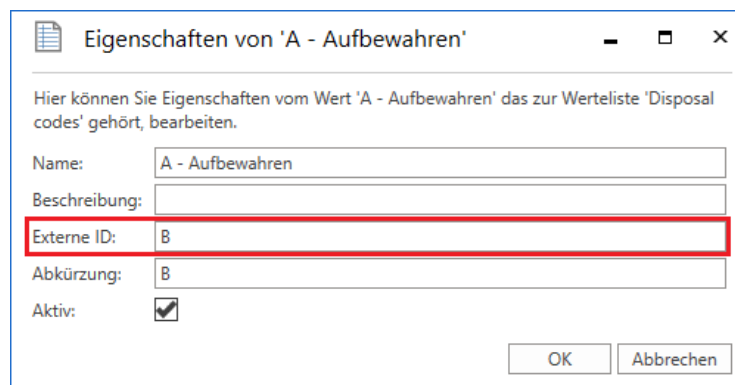 Eigenschaften von 'A - Aufbewahren'
Hier können Sie Eigenschaften vom Wert 'A - Aufbewahren' das zur Werteliste 'Disposal
codes' gehört, bearbeiten.
Name: A - Aufbewahren
Beschreibung:
Externe ID: B
Abkürzung: B
Aktiv:
OK Abbrechen